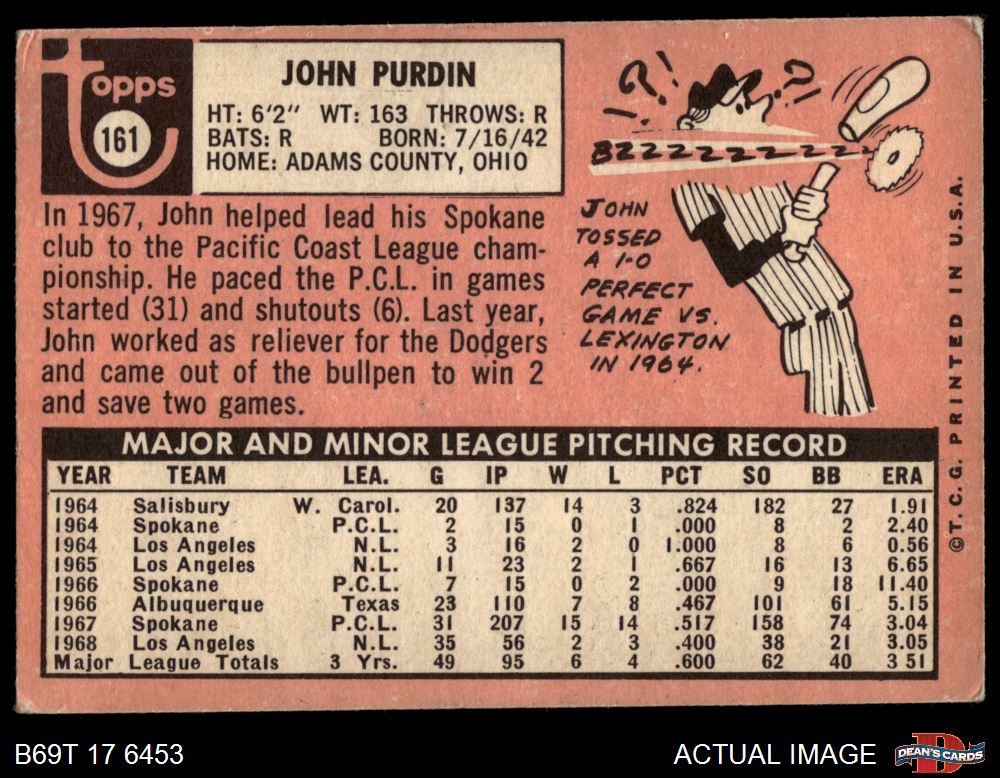 topps
161
JOHN PURDIN
HT: 6'2" WT: 163 THROWS: R
BATS: R BORN: 7/16/42
HOME: ADAMS COUNTY, OHIO
In 1967, John helped lead his Spokane
club to the Pacific Coast League cham-
pionship. He paced the P.C.L. in games
started (31) and shutouts (6). Last year,
John worked as reliever for the Dodgers
and came out of the bullpen to win 2
and save two games.
?!
?
BZZZZZZZZ
JOHN
TOSSED
A 1-0
PERFECT
GAME VS.
LEXINGTON
IN 1964.
MAJOR AND MINOR LEAGUE PITCHING RECORD
YEAR TEAM LEA. G IP W L PCT SO BB ERA
1964 Salisbury W. Carol. 20 137 14 3 .824 182 27 1.91
1964 Spokane P.C.L. 2 15 0 1 .000 8 2 2.40
1964 Los Angeles N.L. 3 16 2 0 1.000 8 6 0.56
1965 Los Angeles N.L. 11 23 2 1 .667 16 13 6.65
1966 Spokane P.C.L. 7 15 0 2 .000 9 18 11.40
1966 Albuquerque Texas 23 110 7 8 .467 101 61 5.15
1967 Spokane P.C.L. 31 207 15 14 .517 158 74 3.04
1968 Los Angeles N.L. 35 56 2 3 .400 38 21 3.05
Major League Totals 3 Yrs. 49 95 6 4 .600 62 40 3 51
©T. C. G. PRINTED IN U.S.A.
B69T 17 6453
ACTUAL IMAGE
D
DEAN'S CARDS